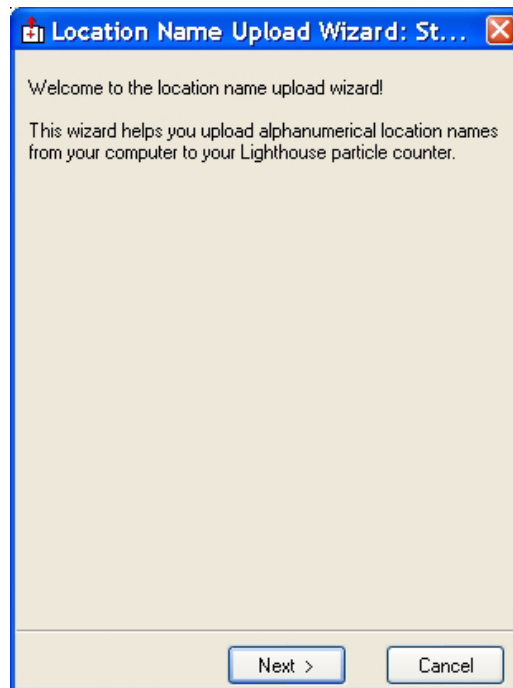 Location Name Upload Wizard: St...
Welcome to the location name upload wizard!
This wizard helps you upload alphanumerical location names
from your computer to your Lighthouse particle counter.
Next >
Cancel